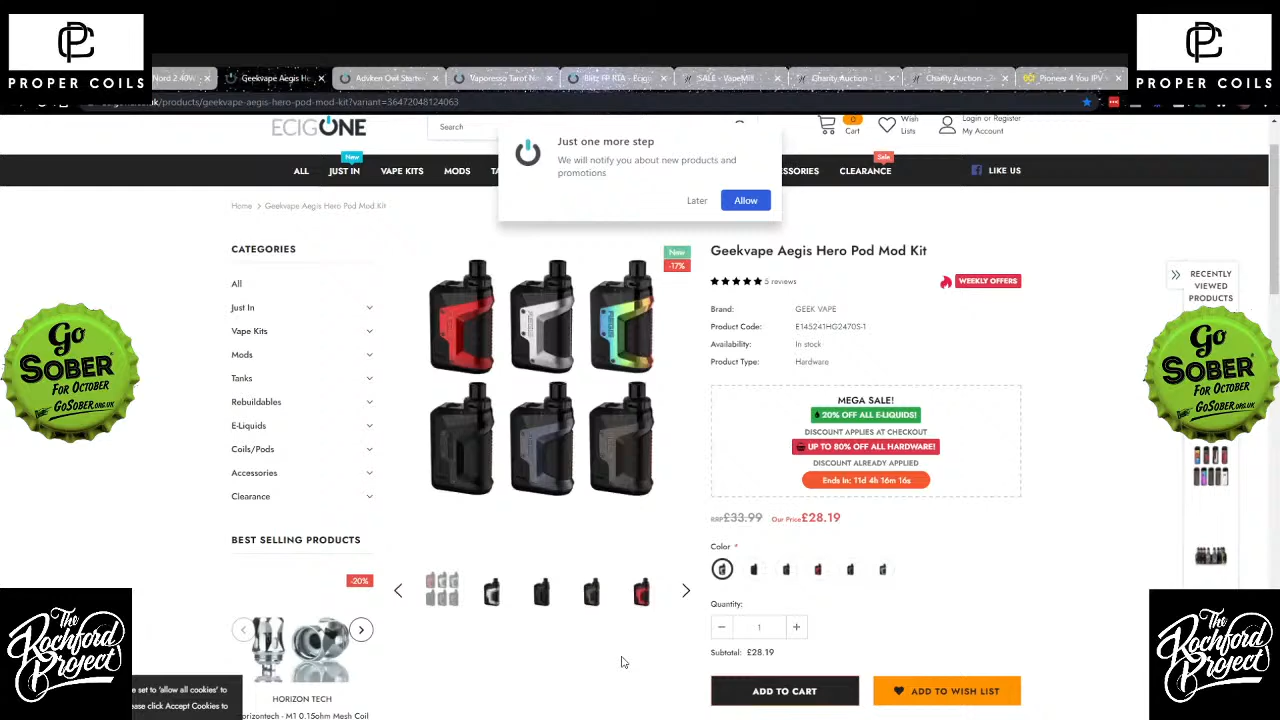 PROPER COILS
PROPER COILS
Nord 2 40W
Geekvape Aegis He
Advken Owl Starte
Vaporesso Tarot Ne
Blitz FP RTA - Ecig
SALE - VapeMill
Charity Auction -
Charity Auction -
Pioneer 4 You IPV
/products/geekvape-aegis-hero-pod-mod-kit?variant=36472048124063
ECIGONE
Search
0
Cart
Wish
Lists
Login or Register
My Account
Just one more step
We will notify you about new products and
promotions
Later
Allow
New
Sale
ALL
JUST IN
VAPE KITS
MODS
CLEARANCE
LIKE US
Home > Geekvape Aegis Hero Pod Mod Kit
CATEGORIES
All
Just In
Vape Kits
Mods
Tanks
Rebuildables
E-Liquids
Coils/Pods
Accessories
Clearance
BEST SELLING PRODUCTS
-20%
HORIZON TECH
Horizontech - M1 0.15ohm Mesh Coil
New
-17%
Geekvape Aegis Hero Pod Mod Kit
5 reviews
WEEKLY OFFERS
Brand: GEEK VAPE
Product Code: E145241HG2470S-1
Availability: In stock
Product Type: Hardware
MEGA SALE!
20% OFF ALL E-LIQUIDS!
DISCOUNT APPLIES AT CHECKOUT
UP TO 80% OFF ALL HARDWARE!
DISCOUNT ALREADY APPLIED
Ends In: 11d 4h 16m 16s
RRP£33.99 Our Price£28.19
Color *
Quantity:
1
Subtotal: £28.19
ADD TO CART
ADD TO WISH LIST
RECENTLY
VIEWED
PRODUCTS
Go
SOBER
FOR OCTOBER
GOSOBER.ORG.UK
Go
SOBER
FOR OCTOBER
GOSOBER.ORG.UK
The
Rochford
Project
The
Rochford
Project
e set to 'allow all cookies' to
ease click Accept Cookies to